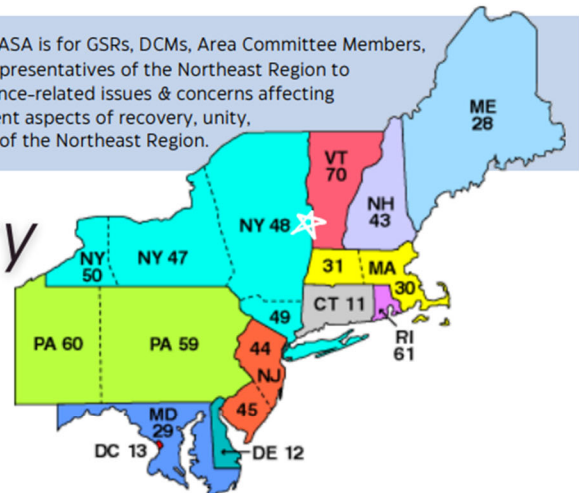 ASA is for GSRs, DCMs, Area Committee Members,
presentatives of the Northeast Region to
nce-related issues & concerns affecting
ent aspects of recovery, unity,
of the Northeast Region.
y
ME
28
VT
70
NH
43
NY 48
NY
50
NY 47
31
MA
30
CT 11
49
RI
61
PA 60
PA 59
44
NJ
45
MD
29
DC 13
DE 12